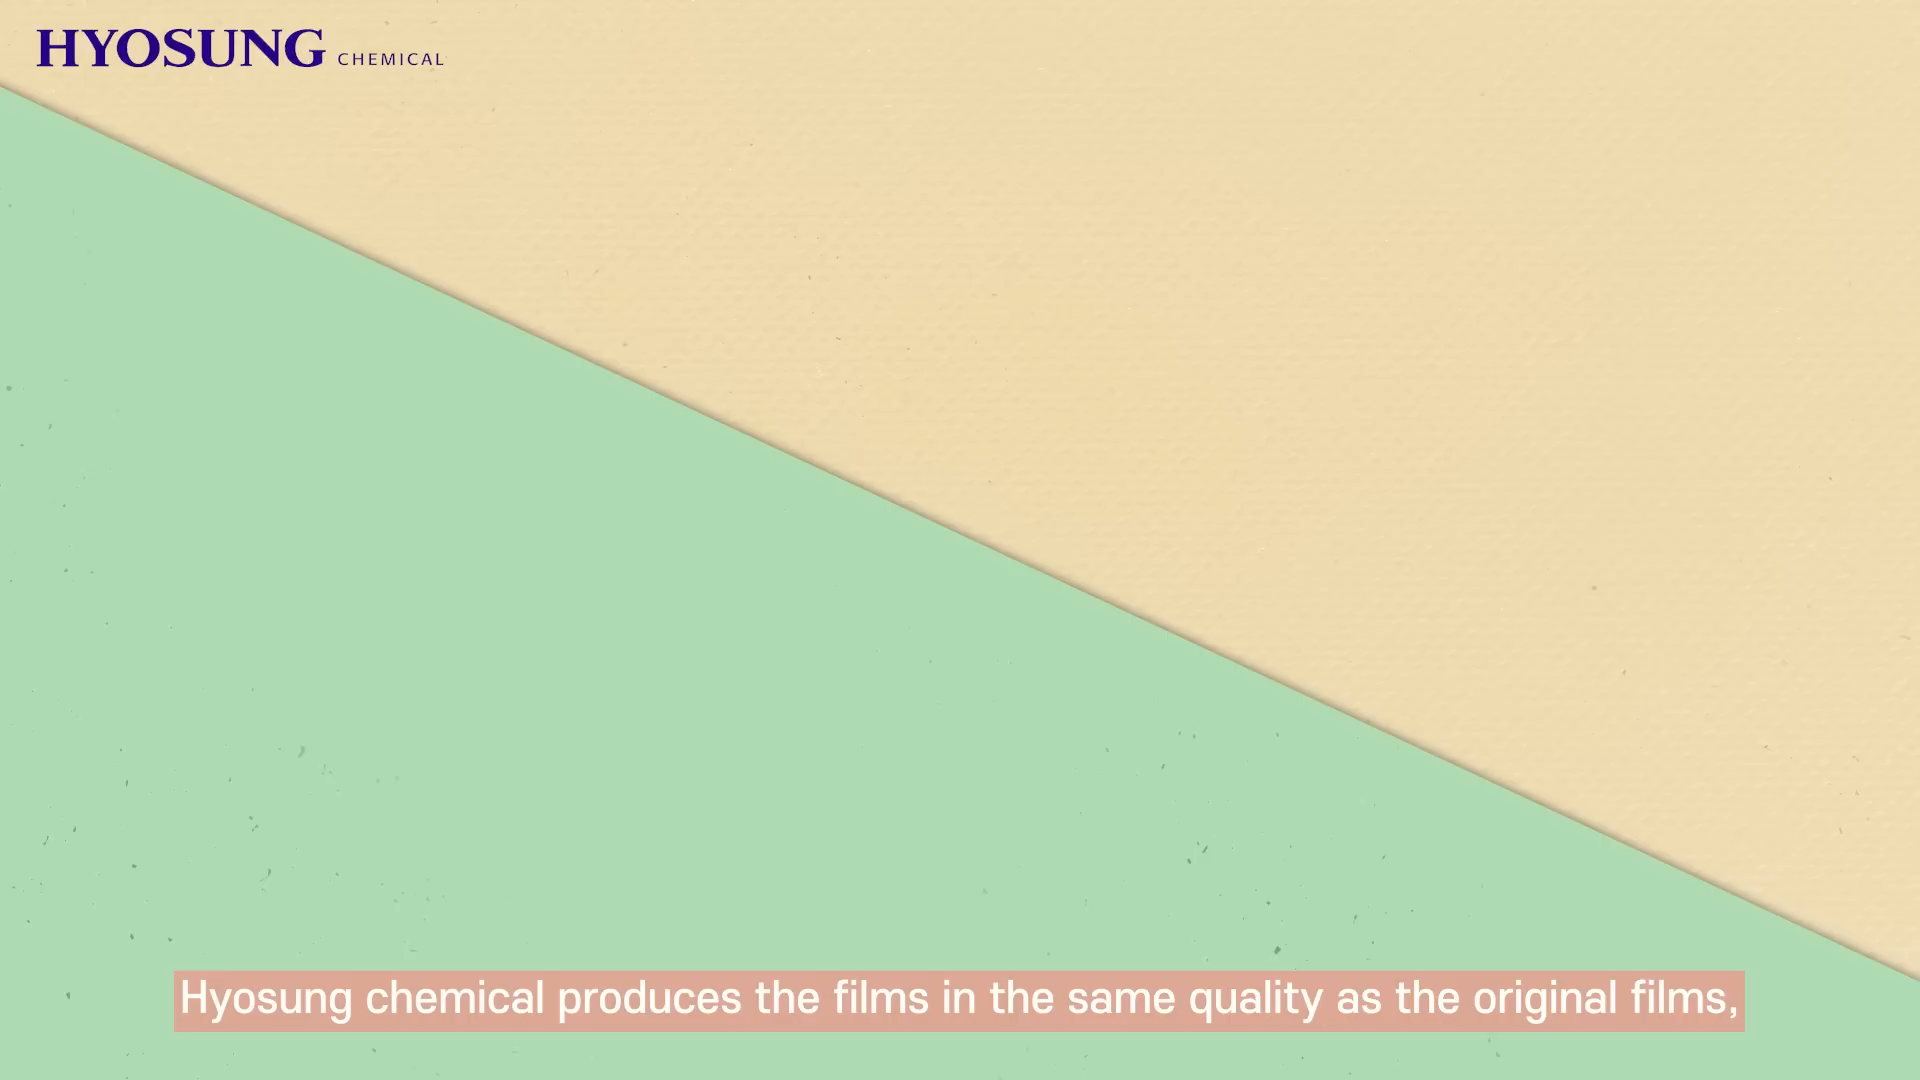 HYOSUNG CHEMICAL
Hyosung chemical produces the films in the same quality as the original films,